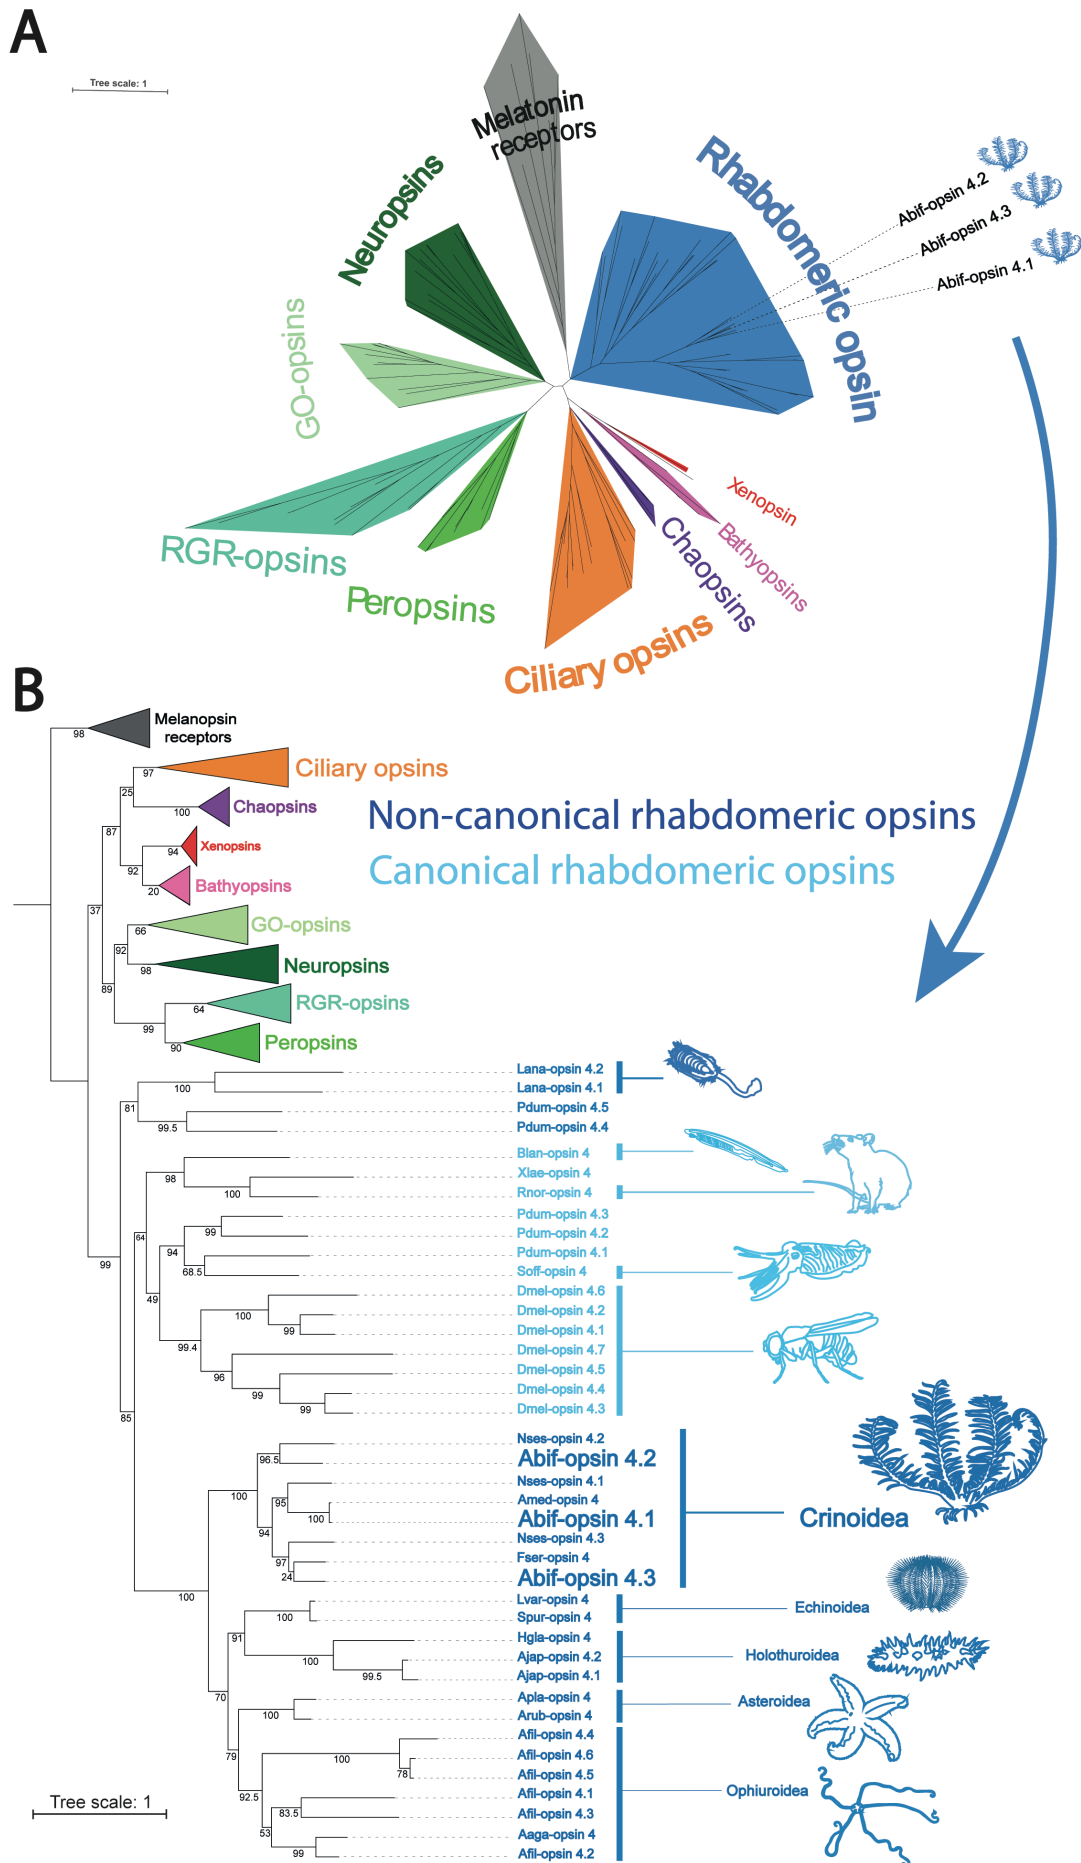 A
Tree scale: 1
Melatonin
receptors
Neuropsins
Rhabdomeric opsin
Abif-opsin 4.2
Abif-opsin 4.3
Abif-opsin 4.1
GO-opsins
RGR-opsins
Peropsins
Ciliary opsins
Chaopsins
Bathyopsins
Xenopsin
B
98
Melanopsin
receptors
97
Ciliary opsins
25
100
Chaopsins
Non-canonical rhabdomeric opsins
87
94
Xenopsins
92
20
Bathyopsins
Canonical rhabdomeric opsins
37
66
GO-opsins
92
98
Neuropsins
89
64
RGR-opsins
99
90
Peropsins
Lana-opsin 4.2
100
Lana-opsin 4.1
81
Pdum-opsin 4.5
99.5
Pdum-opsin 4.4
Blan-opsin 4
98
Xlae-opsin 4
100
Rnor-opsin 4
Pdum-opsin 4.3
64
99
Pdum-opsin 4.2
94
Pdum-opsin 4.1
99
68.5
Soff-opsin 4
49
Dmel-opsin 4.6
100
Dmel-opsin 4.2
99
Dmel-opsin 4.1
99.4
Dmel-opsin 4.7
96
Dmel-opsin 4.5
99
Dmel-opsin 4.4
99
Dmel-opsin 4.3
85
Nses-opsin 4.2
96.5
Abif-opsin 4.2
Nses-opsin 4.1
100
95
Amed-opsin 4
100
Abif-opsin 4.1
Crinoidea
94
Nses-opsin 4.3
97
Fser-opsin 4
24
Abif-opsin 4.3
100
Lvar-opsin 4
100
Spur-opsin 4
Echinoidea
91
Hgla-opsin 4
100
Ajap-opsin 4.2
Holothuroidea
99.5
Ajap-opsin 4.1
70
Apla-opsin 4
Asteroidea
100
Arub-opsin 4
79
Afil-opsin 4.4
100
Afil-opsin 4.6
78
Afil-opsin 4.5
92.5
Afil-opsin 4.1
Ophiuroidea
83.5
Afil-opsin 4.3
53
Aaga-opsin 4
99
Afil-opsin 4.2
Tree scale: 1